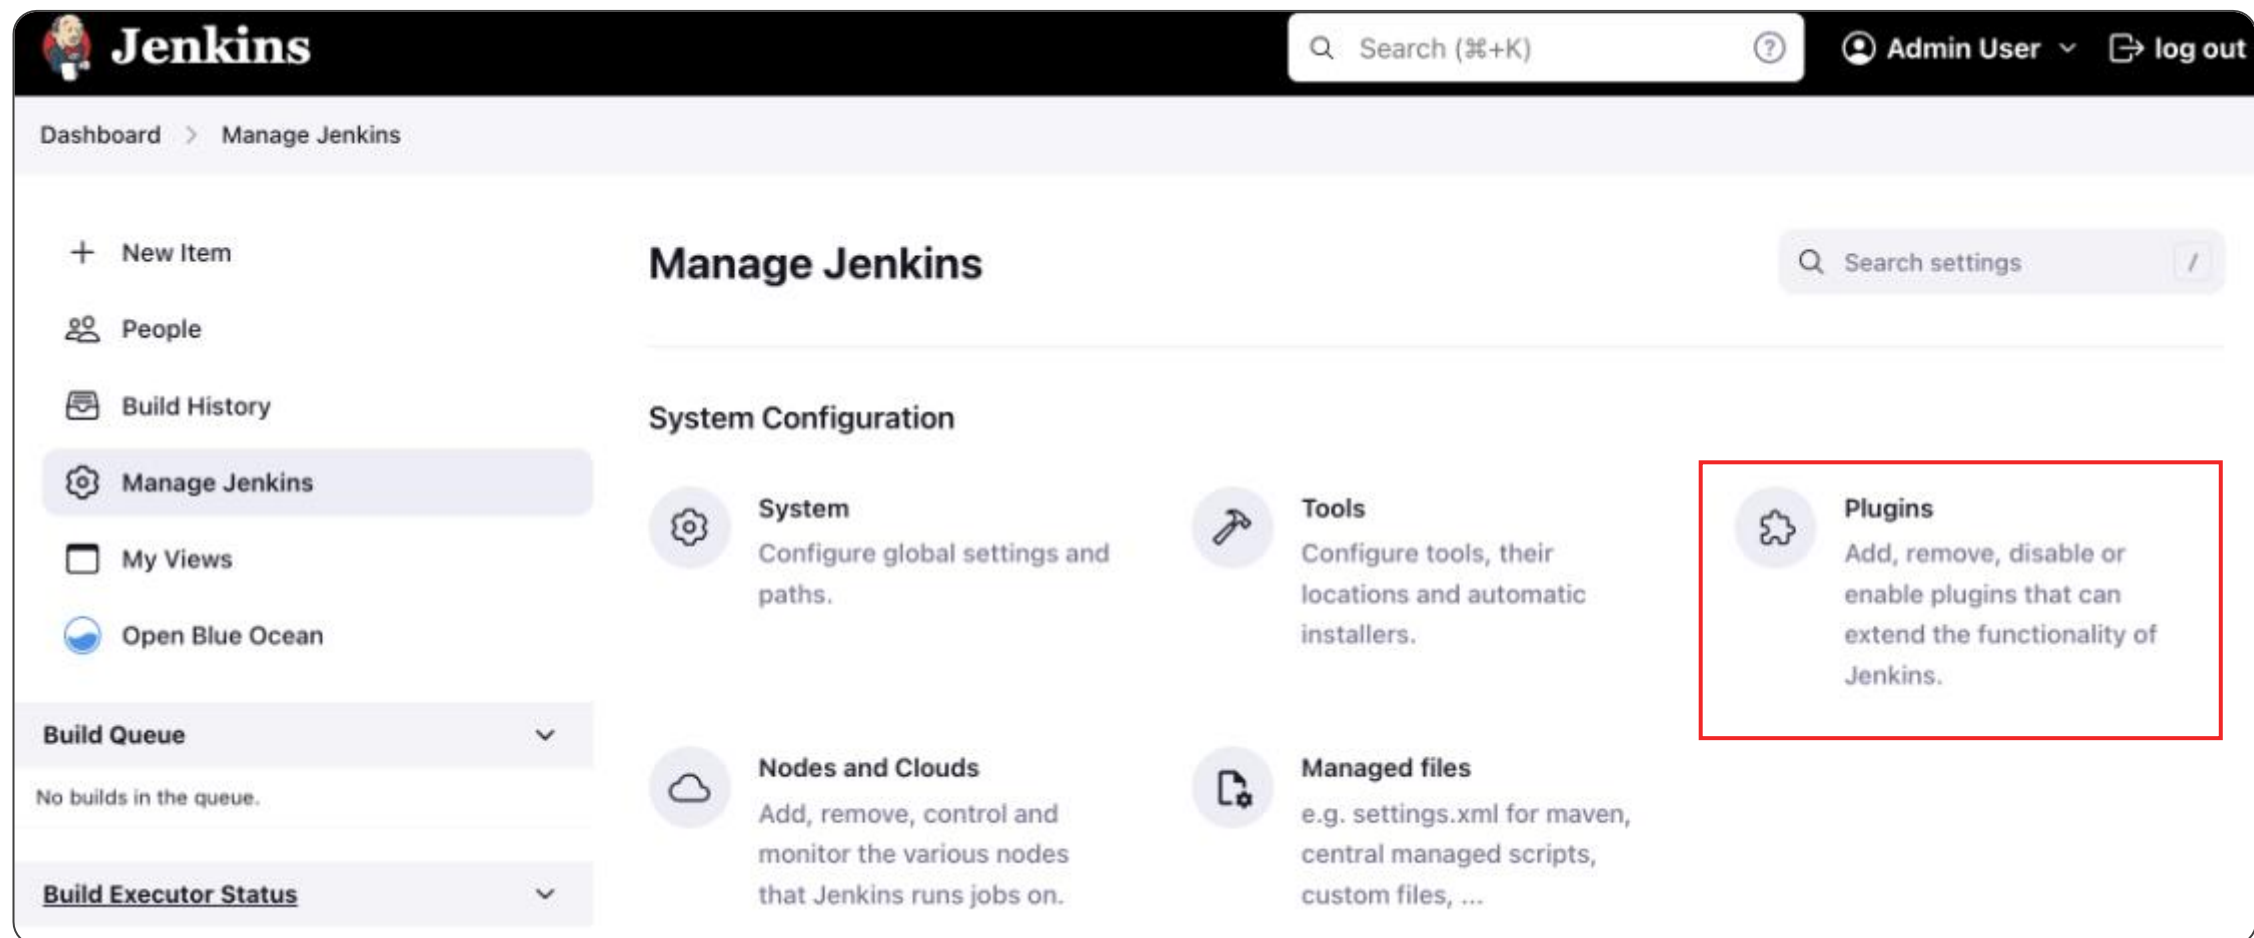 Jenkins
Search (⌘+K)
Admin User
log out
Dashboard > Manage Jenkins
New Item
People
Build History
Manage Jenkins
My Views
Open Blue Ocean
Build Queue
No builds in the queue.
Build Executor Status
Manage Jenkins
Search settings
/
System Configuration
System
Configure global settings and
paths.
Tools
Configure tools, their
locations and automatic
installers.
Plugins
Add, remove, disable or
enable plugins that can
extend the functionality of
Jenkins.
Nodes and Clouds
Add, remove, control and
monitor the various nodes
that Jenkins runs jobs on.
Managed files
e.g. settings.xml for maven,
central managed scripts,
custom files, ...